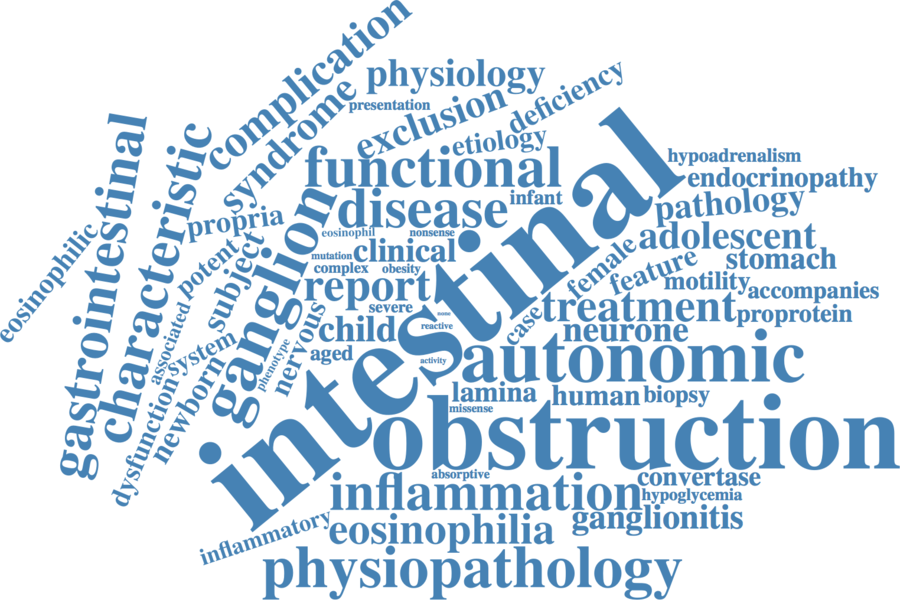 complication
physiology
syndrome
presentation
exclusion
deficiency
etiology
gastrointestinal
characteristic
functional
hypoadrenalism
endocrinopathy
infant
disease
pathology
propria
ganglion
eosinophil
nonsense
eosinophilic
potent
subject
mutation
clinical
complex
obesity
intestinal
female
adolescent
feature
stomach
motility
accompanies
report
severe
none
child
reactive
nervous
case
treatment
proprotein
neurone
associated
system
aged
activity
phenotype
autonomic
dysfunction
newborn
lamina
human
biopsy
missense
obstruction
absorptive
convertase
inflammation
hypoglycemia
inflammatory
eosinophilia
ganglionitis
physiopathology